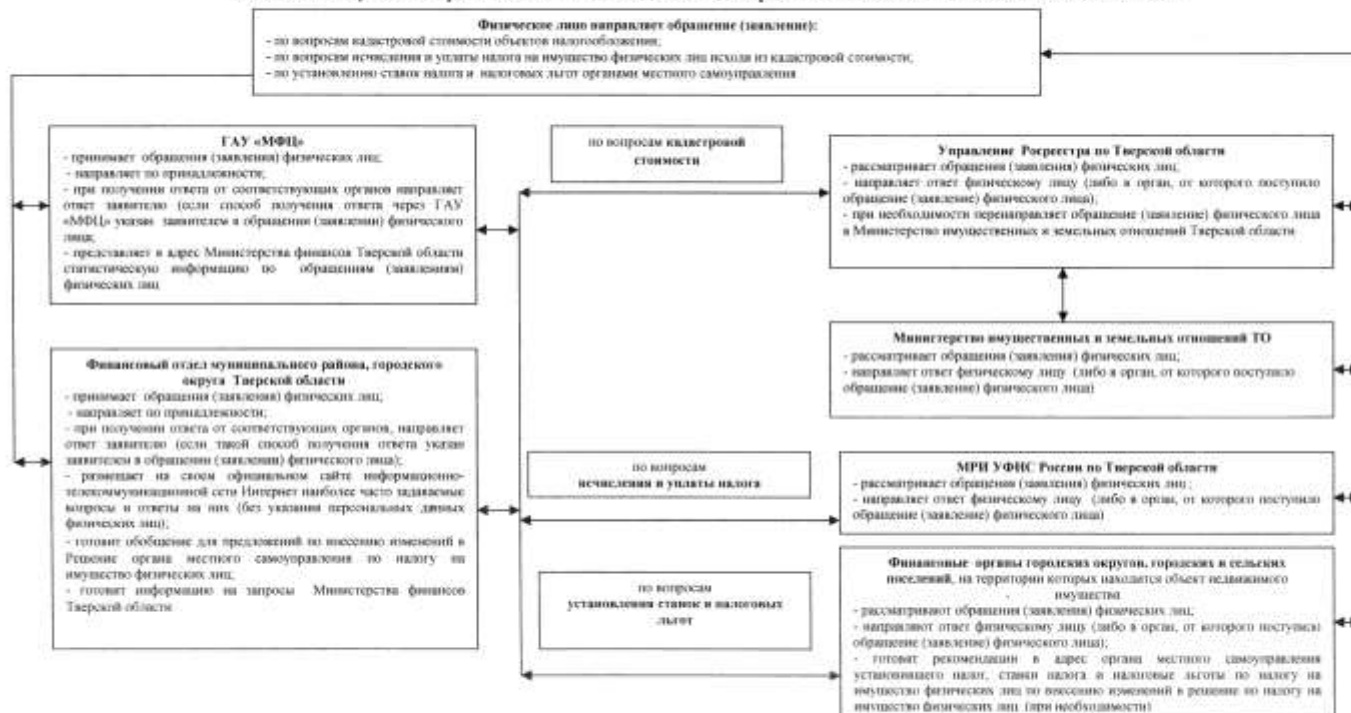 Физическое лицо направляет обращение (заявление):
- по вопросам кадастровой стоимости объектов налогообложения;
- по вопросам исчисления и уплаты налога на имущество физических лиц исходя из кадастровой стоимости;
- по установлению ставок налога и налоговых льгот органами местного самоуправления
ГАУ «МФЦ»
- принимает обращения (заявления) физических лиц;
- направляет по принадлежности;
- при получении ответа от соответствующих органов направляет
ответ заявителю (если способ получения ответа через ГАУ
«МФЦ» указан заявителем в обращении (заявлении) физического
лица;
- представляет в адрес Министерства финансов Тверской области
статистическую информацию по обращениям (заявлениям)
физических лиц
Финансовый отдел муниципального района, городского
округа Тверской области
- принимает обращения (заявления) физических лиц;
- направляет по принадлежности;
- при получении ответа от соответствующих органов, направляет
ответ заявителю (если такой способ получения ответа указан
заявителем в обращении (заявлении) физического лица);
- размещает на своем официальном сайте информационно-
телекоммуникационной сети Интернет наиболее часто задаваемые
вопросы и ответы на них (без указания персональных данных
физических лиц);
- готовит обобщение для предложений по внесению изменений в
Решение органа местного самоуправления по налогу на
имущество физических лиц;
- готовит информацию на запросы Министерства финансов
Тверской области
по вопросам кадастровой
стоимости
по вопросам
исчисления и уплаты налога
по вопросам
установления ставок и налоговых
льгот
Управление Росреестра по Тверской области
- рассматривает обращения (заявления) физических лиц;
- направляет ответ физическому лицу (либо в орган, от которого поступило
обращение (заявление) физического лица);
- при необходимости перенаправляет обращение (заявление) физического лица
в Министерство имущественных и земельных отношений Тверской области
Министерство имущественных и земельных отношений ТО
- рассматривает обращения (заявления) физических лиц;
- направляет ответ физическому лицу (либо в орган, от которого поступило
обращение (заявление) физического лица)
МРИ УФНС России по Тверской области
- рассматривает обращения (заявления) физических лиц;
- направляет ответ физическому лицу (либо в орган, от которого поступило
обращение (заявление) физического лица)
Финансовые органы городских округов, городских и сельских
поселений, на территории которых находится объект недвижимого
имущества
- рассматривают обращения (заявления) физических лиц;
- направляют ответ физическому лицу (либо в орган, от которого поступило
обращение (заявление) физического лица);
- готовят рекомендации в адрес органа местного самоуправления
установившего налог, ставки налога и налоговые льготы по налогу на
имущество физических лиц по внесению изменений в решение по налогу на
имущество физических лиц (при необходимости)